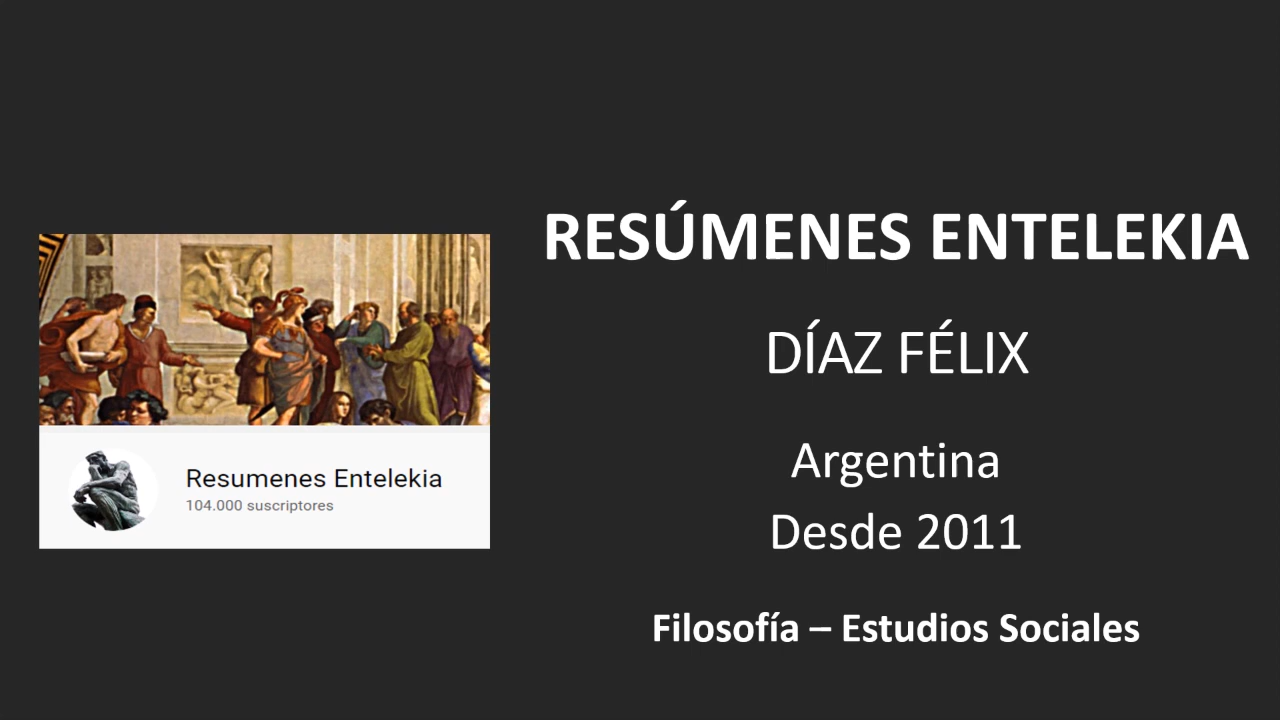 RESÚMENES ENTELEKIA
DÍAZ FÉLIX
Argentina
Desde 2011
Filosofía – Estudios Sociales
Resumenes Entelekia
104.000 suscriptores